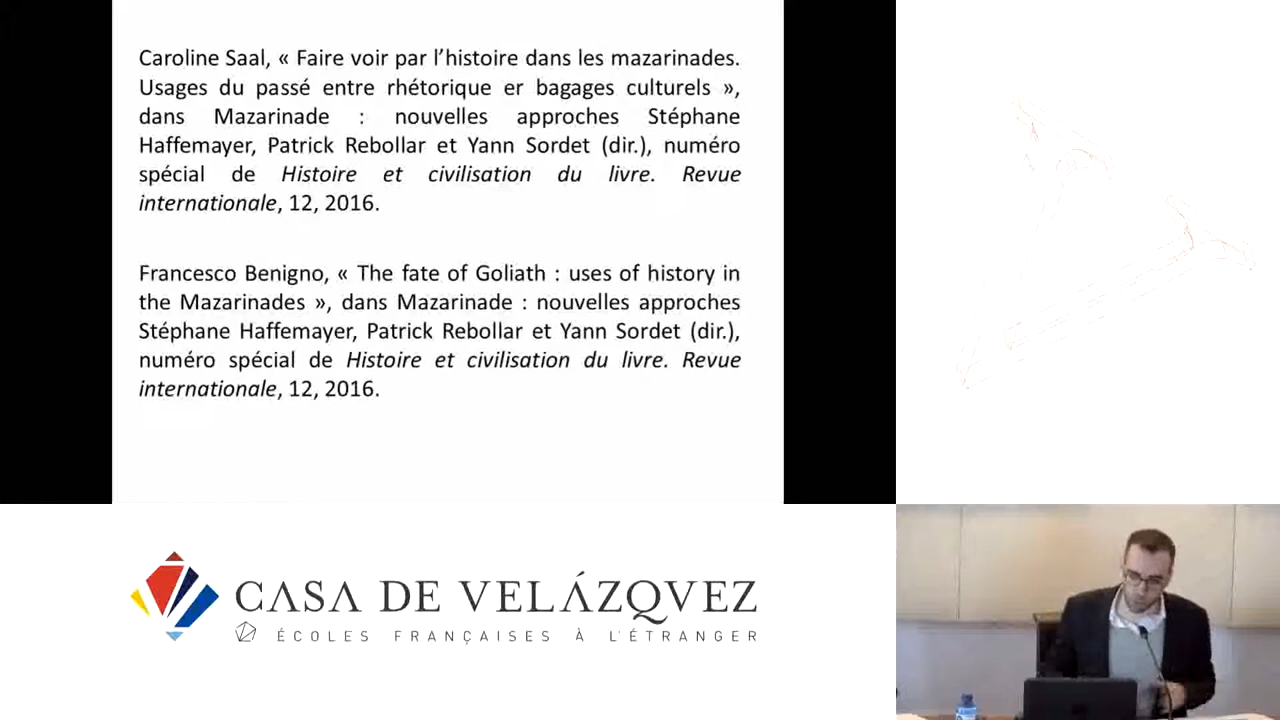 Caroline Saal, « Faire voir par l’histoire dans les mazarinades.
Usages du passé entre rhétorique er bagages culturels »,
dans Mazarinade : nouvelles approches Stéphane
Haffemayer, Patrick Rebollar et Yann Sordet (dir.), numéro
spécial de Histoire et civilisation du livre. Revue
internationale, 12, 2016.
Francesco Benigno, « The fate of Goliath : uses of history in
the Mazarinades », dans Mazarinade : nouvelles approches
Stéphane Haffemayer, Patrick Rebollar et Yann Sordet (dir.),
numéro spécial de Histoire et civilisation du livre. Revue
internationale, 12, 2016.
CASA DE VELÁZQVEZ
ÉCOLES FRANÇAISES À L'ÉTRANGER